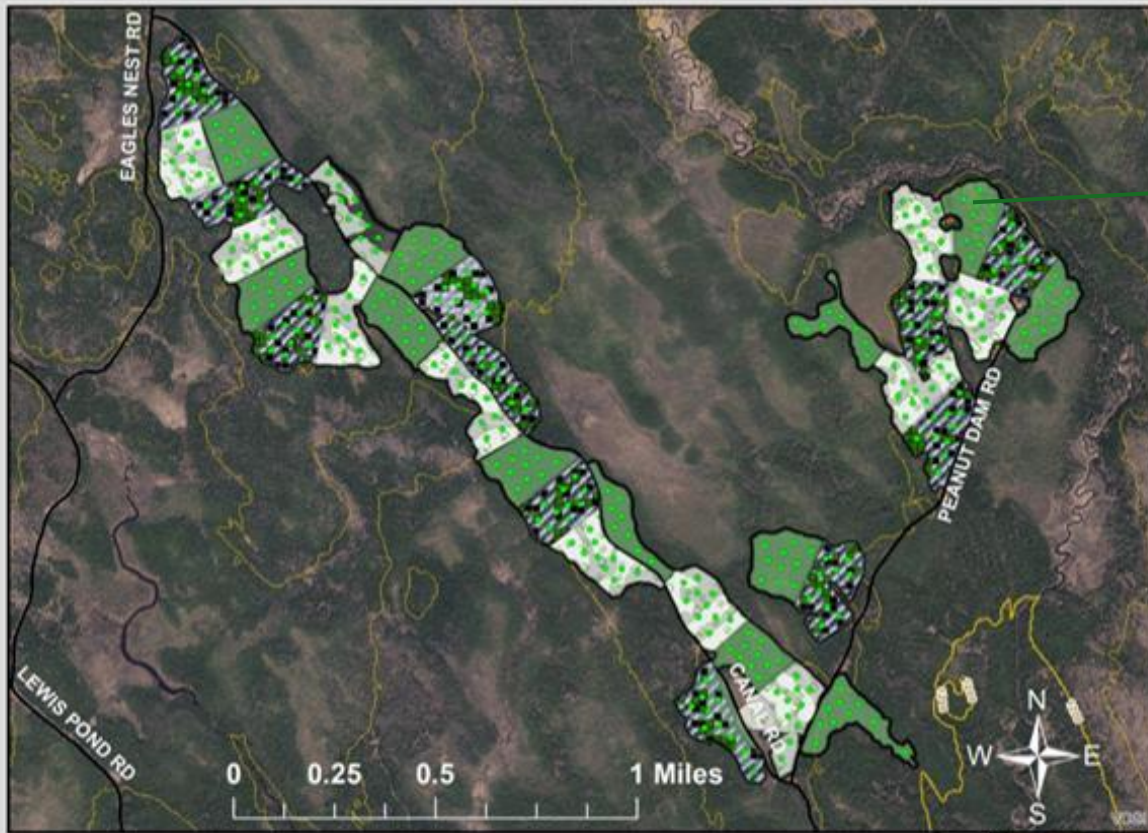 EAGLES NEST RD
PEANUT DAM RD
CANAL RD
LEWIS POND RD
0 0.25 0.5 1 Miles
N
W E
S